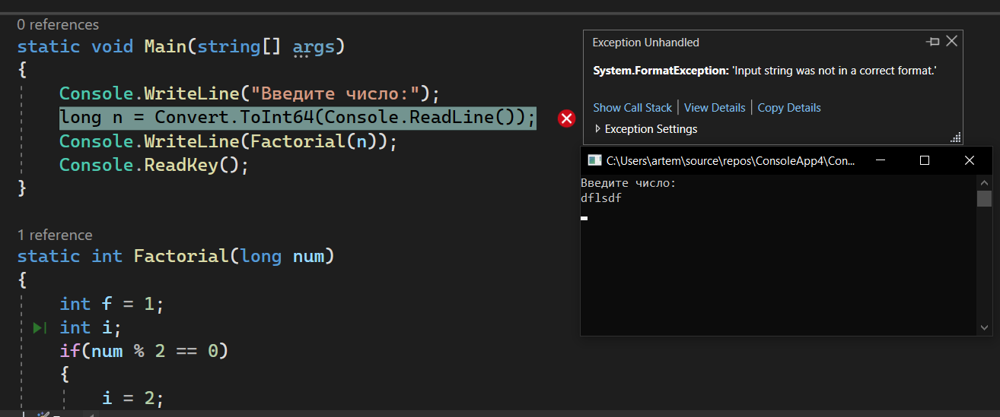 0 references
static void Main(string[] args)
{
Console.WriteLine("Введите число:");
long n = Convert.ToInt64(Console.ReadLine());
Console.WriteLine(Factorial(n));
Console.ReadKey();
}
1 reference
static int Factorial(long num)
{
int f = 1;
int i;
if(num % 2 == 0)
{
i = 2;
Exception Unhandled
System.FormatException: 'Input string was not in a correct format.'
Show Call Stack | View Details | Copy Details
Exception Settings
C:\Users\artem\source\repos\ConsoleApp4\Con...
Введите число:
dflsdf